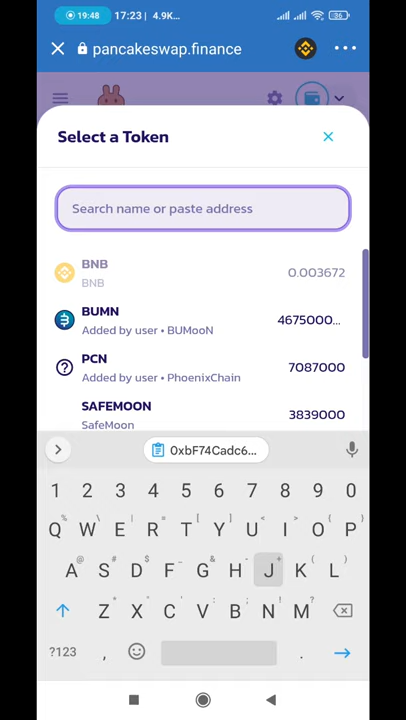 19:48 17:23 4.9K... 36
pancakeswap.finance
Select a Token
Search name or paste address
BNB
BNB
0.003672
BUMN
Added by user • BUMooN
4675000...
PCN
Added by user • PhoenixChain
7087000
SAFEMOON
SafeMoon
3839000
0xbF74Cadc6...
1 2 3 4 5 6 7 8 9 0
Q W E R T Y U I O P
A S D F G H J K L
Z X C V B N M
?123 , .